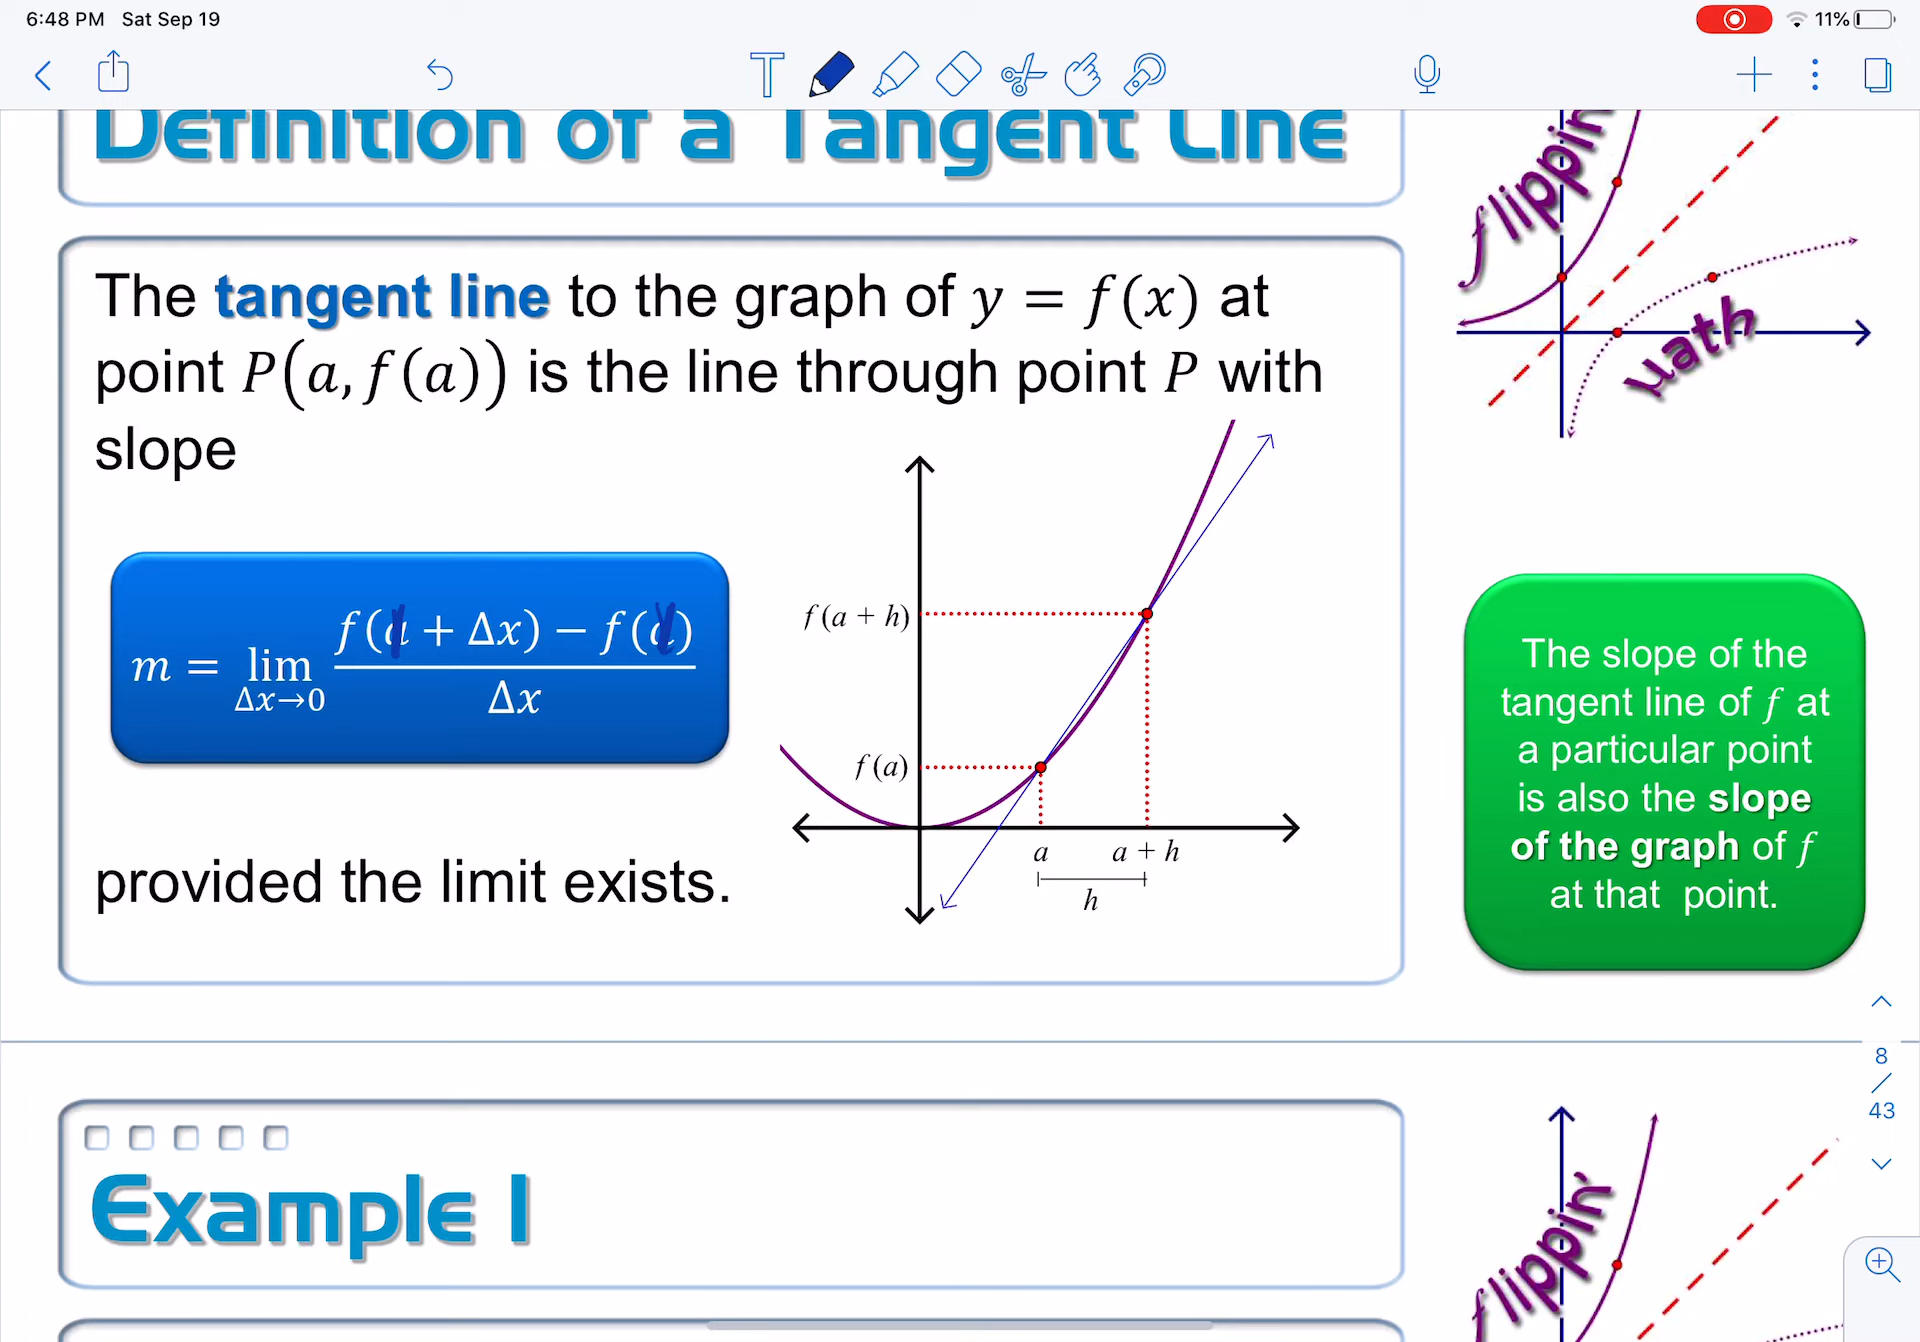 6:48 PM Sat Sep 19
11%
Definition of a Tangent Line
The tangent line to the graph of y = f(x) at
point P(a, f(a)) is the line through point P with
slope
m = lim Δx→0 f(a + Δx) − f(a) / Δx
provided the limit exists.
f(a + h)
f(a)
a
a + h
h
flippin'
math
The slope of the
tangent line of f at
a particular point
is also the slope
of the graph of f
at that point.
8
/
43
Example 1
flippin'